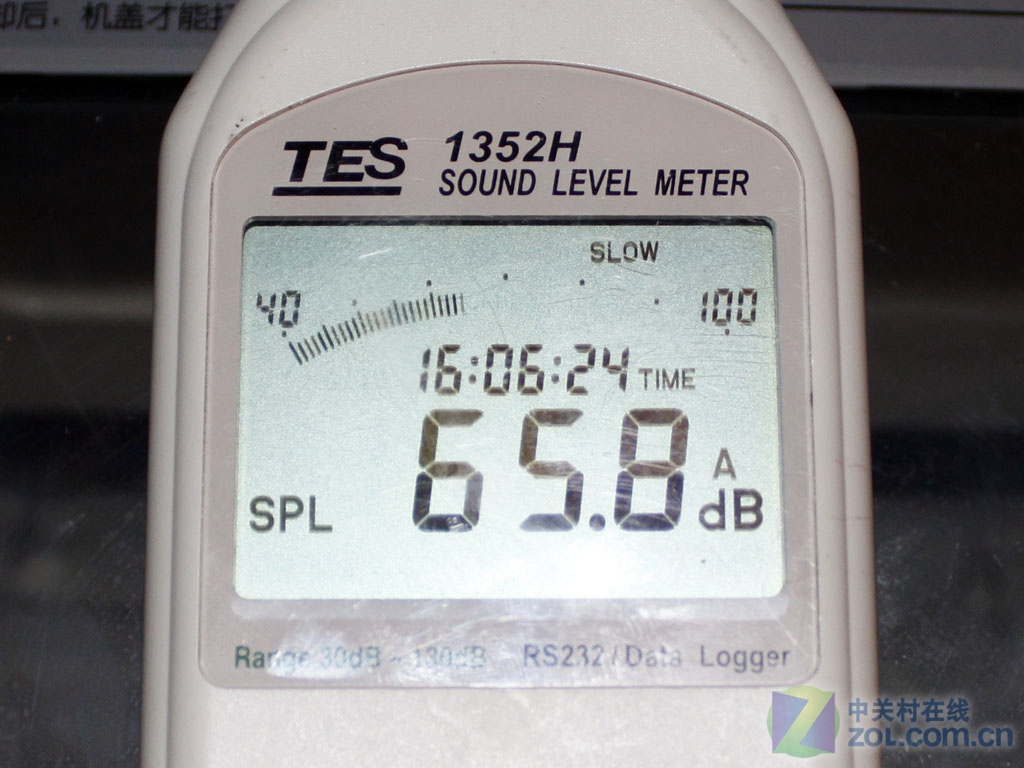 却后，机盖才能打
TES 1352H
SOUND LEVEL METER
SLOW
40 100
16:06:24 TIME
65.8 A
SPL dB
Range 30dB ~ 130dB RS232/Data Logger
中关村在线
ZOL.com.cn